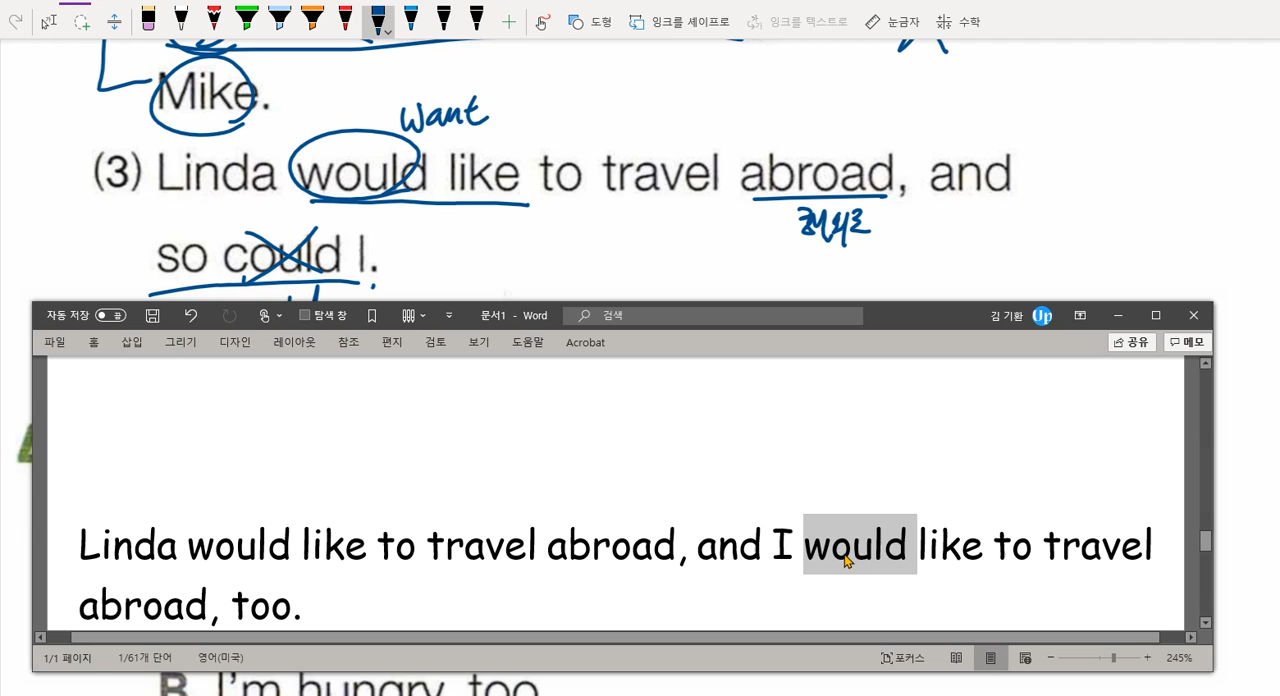 도형 잉크를 셰이프로 잉크를 텍스트로 눈금자 수학
Mike.
want
(3) Linda would like to travel abroad, and
해외로
so could I.
자동 저장 끔 탐색 창 문서1 - Word 검색 김 기환 Up
파일 홈 삽입 그리기 디자인 레이아웃 참조 편지 검토 보기 도움말 Acrobat 공유 메모
Linda would like to travel abroad, and I would like to travel
abroad, too.
1/1 페이지 1/61개 단어 영어(미국) 포커스 245%
B I'm hungry, too.